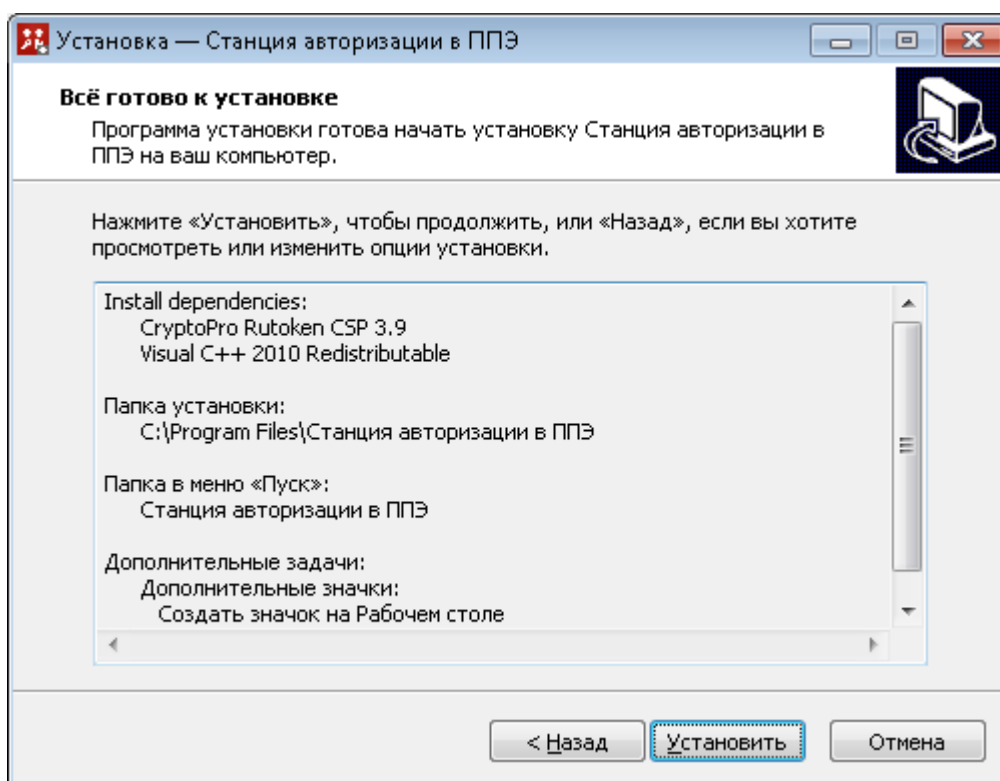 Установка — Станция авторизации в ППЭ
Всё готово к установке
Программа установки готова начать установку Станция авторизации в
ППЭ на ваш компьютер.
Нажмите «Установить», чтобы продолжить, или «Назад», если вы хотите
просмотреть или изменить опции установки.
Install dependencies:
CryptoPro Rutoken CSP 3.9
Visual C++ 2010 Redistributable
Папка установки:
C:\Program Files\Станция авторизации в ППЭ
Папка в меню «Пуск»:
Станция авторизации в ППЭ
Дополнительные задачи:
Дополнительные значки:
Создать значок на Рабочем столе
< Назад Установить Отмена